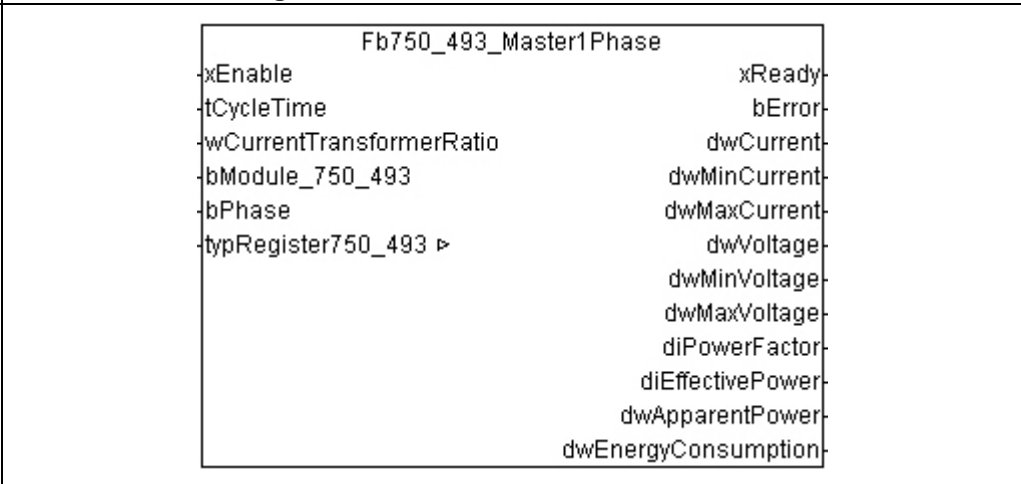 Fb750_493_Master1Phase
xEnable xReady
tCycleTime bError
wCurrentTransformerRatio dwCurrent
bModule_750_493 dwMinCurrent
bPhase dwMaxCurrent
typRegister750_493 ▹ dwVoltage
dwMinVoltage
dwMaxVoltage
diPowerFactor
diEffectivePower
dwApparentPower
dwEnergyConsumption